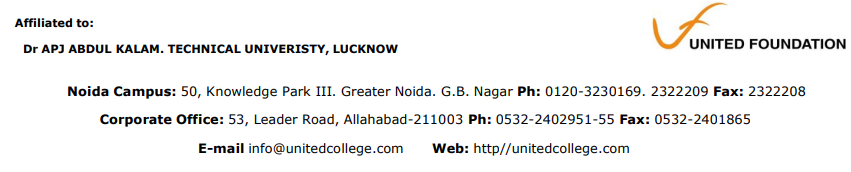 Affiliated to:
Dr APJ ABDUL KALAM. TECHNICAL UNIVERISTY, LUCKNOW
UNITED FOUNDATION
Noida Campus: 50, Knowledge Park III. Greater Noida. G.B. Nagar Ph: 0120-3230169. 2322209 Fax: 2322208
Corporate Office: 53, Leader Road, Allahabad-211003 Ph: 0532-2402951-55 Fax: 0532-2401865
E-mail info@unitedcollege.com Web: http//unitedcollege.com